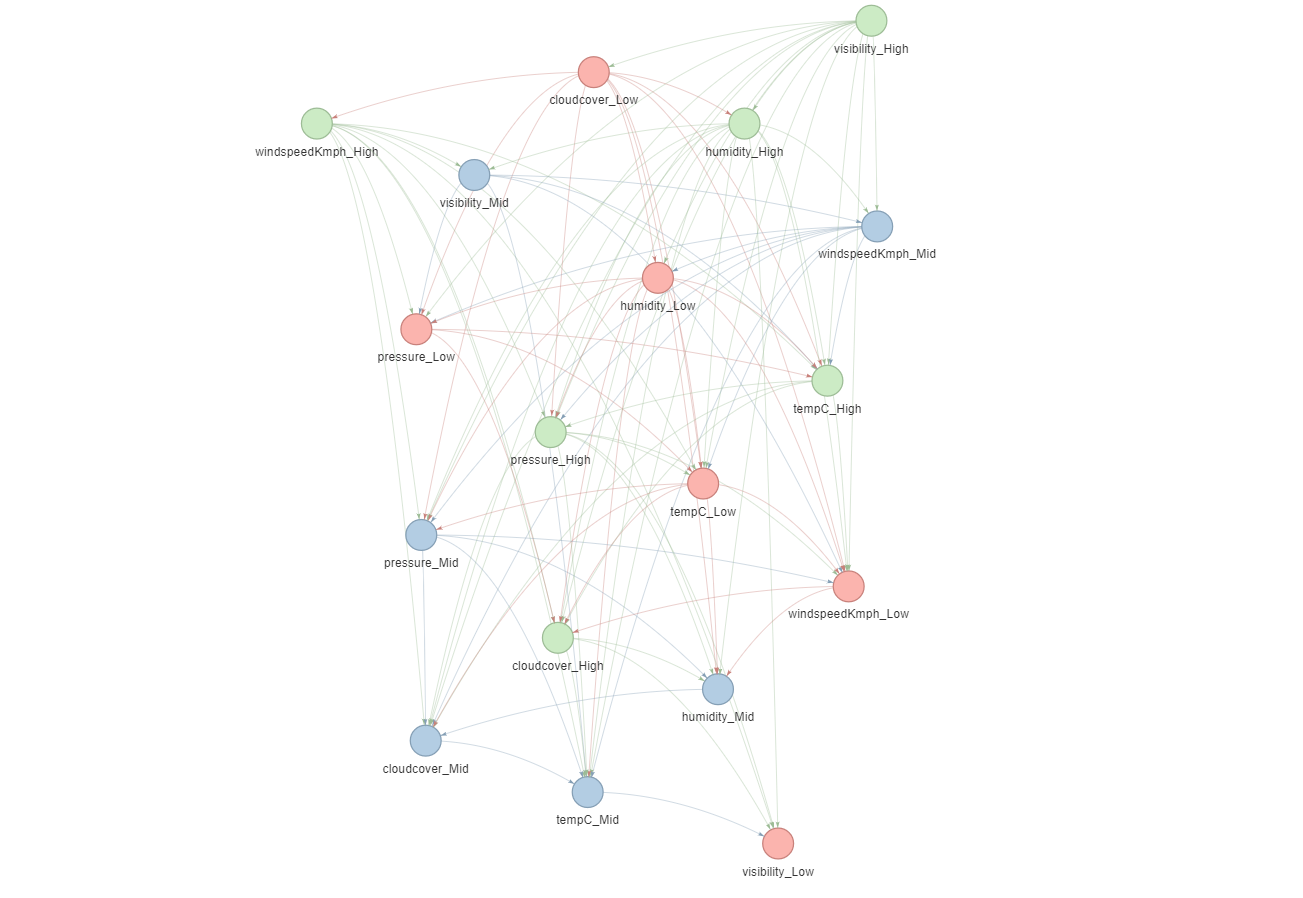 visibility_High
cloudcover_Low
windspeedKmph_High
humidity_High
visibility_Mid
windspeedKmph_Mid
humidity_Low
pressure_Low
tempC_High
pressure_High
tempC_Low
pressure_Mid
windspeedKmph_Low
cloudcover_High
humidity_Mid
cloudcover_Mid
tempC_Mid
visibility_Low